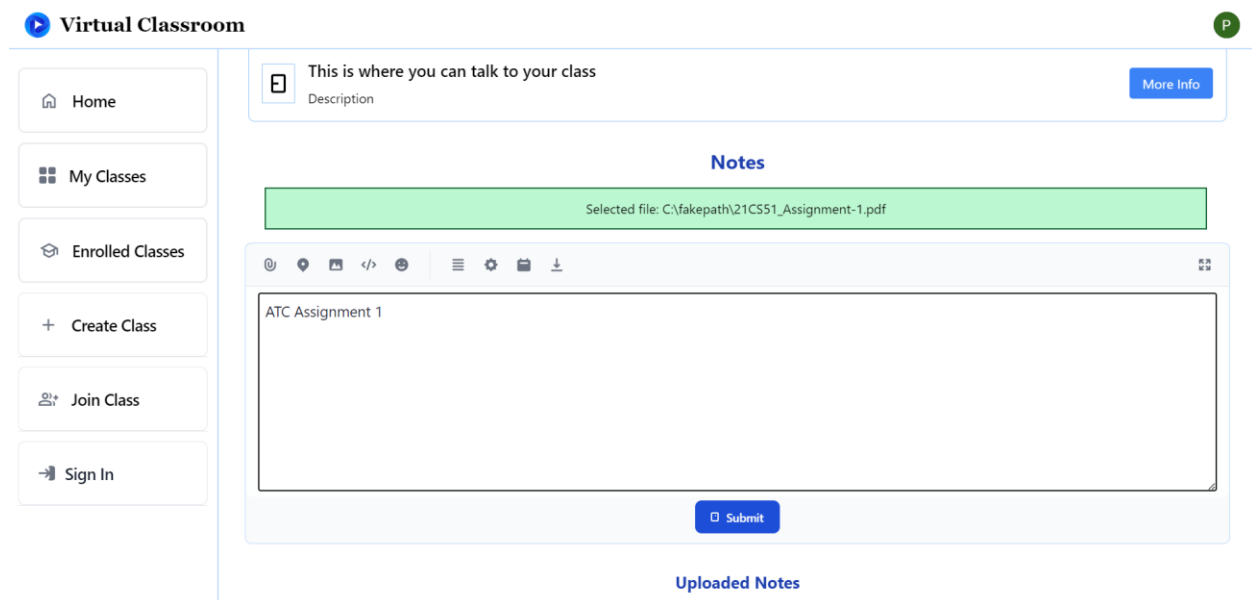 Virtual Classroom
P
Home
My Classes
Enrolled Classes
Create Class
Join Class
Sign In
This is where you can talk to your class
Description
More Info
Notes
Selected file: C:\fakepath\21CS51_Assignment-1.pdf
ATC Assignment 1
Submit
Uploaded Notes